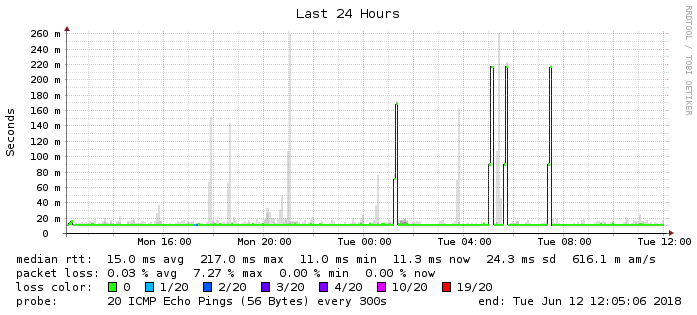 Last 24 Hours
RRDTOOL / TOBI OETIKER
Seconds
260 m
240 m
220 m
200 m
180 m
160 m
140 m
120 m
100 m
80 m
60 m
40 m
20 m
0
Mon 16:00 Mon 20:00 Tue 00:00 Tue 04:00 Tue 08:00 Tue 12:00
median rtt: 15.0 ms avg 217.0 ms max 11.0 ms min 11.3 ms now 24.3 ms sd 616.1 m am/s
packet loss: 0.03 % avg 7.27 % max 0.00 % min 0.00 % now
loss color: 0 1/20 2/20 3/20 4/20 10/20 19/20
probe: 20 ICMP Echo Pings (56 Bytes) every 300s end: Tue Jun 12 12:05:06 2018